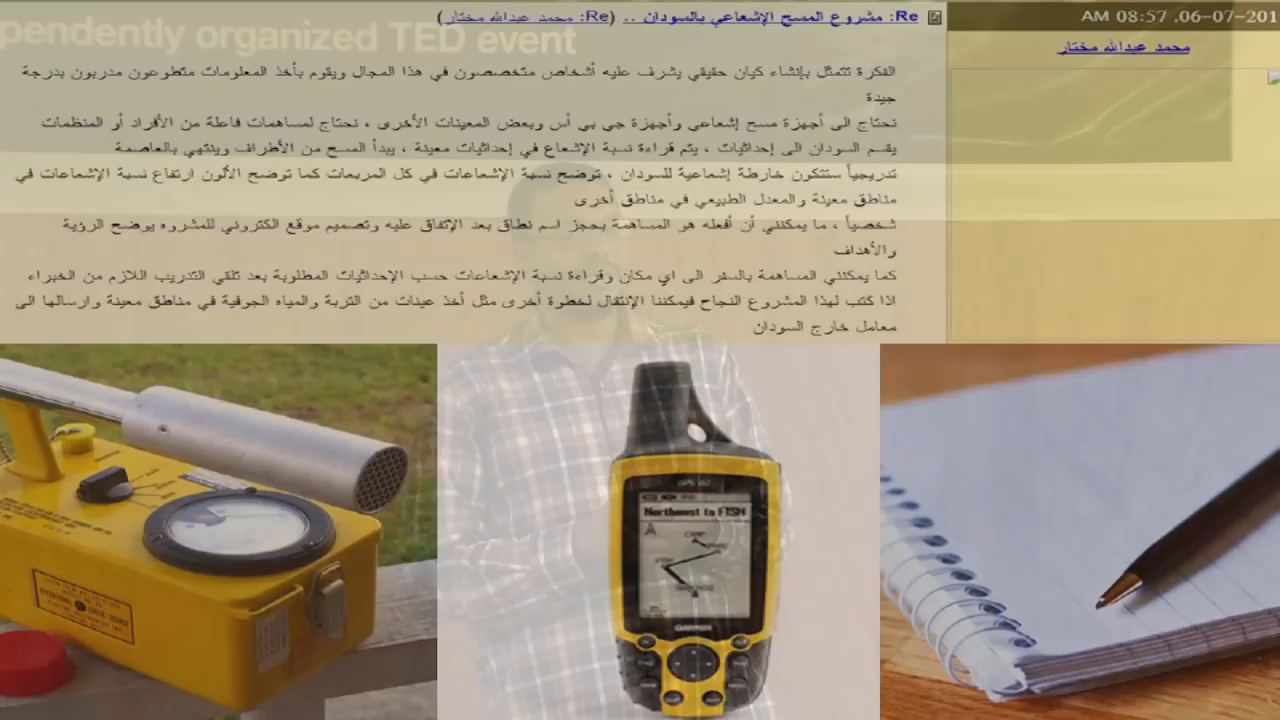 pendently organized TED event
Re: مشروع المسح الإشعاعي بالسودان .. (Re: محمد عبدالله مختار)
AM 08:57 ,06-07-201
محمد عبدالله مختار
الفكرة تتمثل بإنشاء كيان حقيقي يشرف عليه أشخاص متخصصون في هذا المجال ويقوم بأخذ المعلومات متطوعون مدربون بدرجة
جيدة
نحتاج الى أجهزة مسح إشعاعي وأجهزة جي بي أس وبعض المعينات الأخرى ، نحتاج لمساهمات فاعلة من الأفراد أو المنظمات
يقسم السودان الى إحداثيات ، يتم قراءة نسبة الإشعاع في إحداثيات معينة ، يبدأ المسح من الأطراف وينتهي بالعاصمة
تدريجياً ستتكون خارطة إشعاعية للسودان ، توضح نسبة الإشعاعات في كل المربعات كما توضح الألون ارتفاع نسبة الإشعاعات في
مناطق معينة والمعدل الطبيعي في مناطق أخرى
شخصياً ، ما يمكنني أن أفعله هو المساهمة بحجز اسم نطاق بعد الإتفاق عليه وتصميم موقع الكتروني للمشروه يوضح الرؤية
والأهداف
كما يمكنني المساهمة بالسفر الى اي مكان وقراءة نسبة الإشعاعات حسب الإحداثيات المطلوبة بعد تلقي التدريب اللازم من الخبراء
اذا كتب لهذا المشروع النجاح فيمكننا الإنتقال لخطوة أخرى مثل أخذ عينات من التربة والمياه الجوفية في مناطق معينة وارسالها الى
معامل خارج السودان
Northwest to FISH
GARMIN